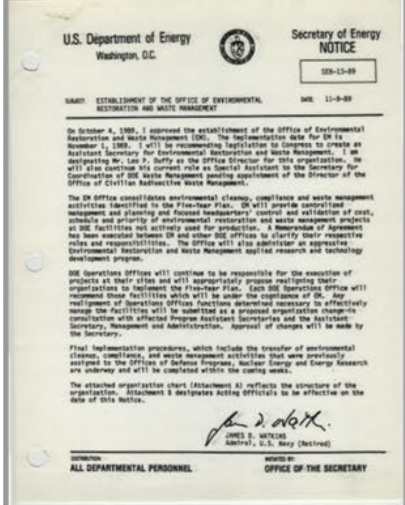 U.S. Department of Energy
Washington, D.C.
Secretary of Energy
NOTICE
SEN-13-89
SUBJECT: ESTABLISHMENT OF THE OFFICE OF ENVIRONMENTAL
RESTORATION AND WASTE MANAGEMENT
DATE: 11-9-89
On October 4, 1989, I approved the establishment of the Office of Environmental
Restoration and Waste Management (EM). The implementation date for EM is
November 1, 1989. I will be recommending legislation to Congress to create an
Assistant Secretary for Environmental Restoration and Waste Management. I am
designating Mr. Leo P. Duffy as the Office Director for this organization. He
will also continue his current role as Special Assistant to the Secretary for
Coordination of DOE Waste Management pending appointment of the Director of the
Office of Civilian Radioactive Waste Management.
The EM Office consolidates environmental cleanup, compliance and waste management
activities identified in the Five-Year Plan. EM will provide centralized
management and planning and focused headquarters' control and validation of cost,
schedule and priority of environmental restoration and waste management projects
at DOE facilities not actively used for production. A Memorandum of Agreement
has been executed between EM and other DOE offices to clarify their respective
roles and responsibilities. The Office will also administer an aggressive
Environmental Restoration and Waste Management applied research and technology
development program.
DOE Operations Offices will continue to be responsible for the execution of
projects at their sites and will appropriately propose realigning their
organizations to implement the Five-Year Plan. Each DOE Operations Office will
recommend those facilities which will be under the cognizance of EM. Any
realignment of Operations Offices functions determined necessary to effectively
manage the facilities will be submitted as a proposed organization change in
consultation with affected Program Assistant Secretaries and the Assistant
Secretary, Management and Administration. Approval of changes will be made by
the Secretary.
Final implementation procedures, which include the transfer of environmental
cleanup, compliance, and waste management activities that were previously
assigned to the Offices of Defense Programs, Nuclear Energy and Energy Research
are underway and will be completed within the coming weeks.
The attached organization chart (Attachment A) reflects the structure of the
organization. Attachment B designates Acting Officials to be effective on the
date of this Notice.
JAMES D. WATKINS
Admiral, U.S. Navy (Retired)
DISTRIBUTION:
ALL DEPARTMENTAL PERSONNEL
INITIATED BY:
OFFICE OF THE SECRETARY